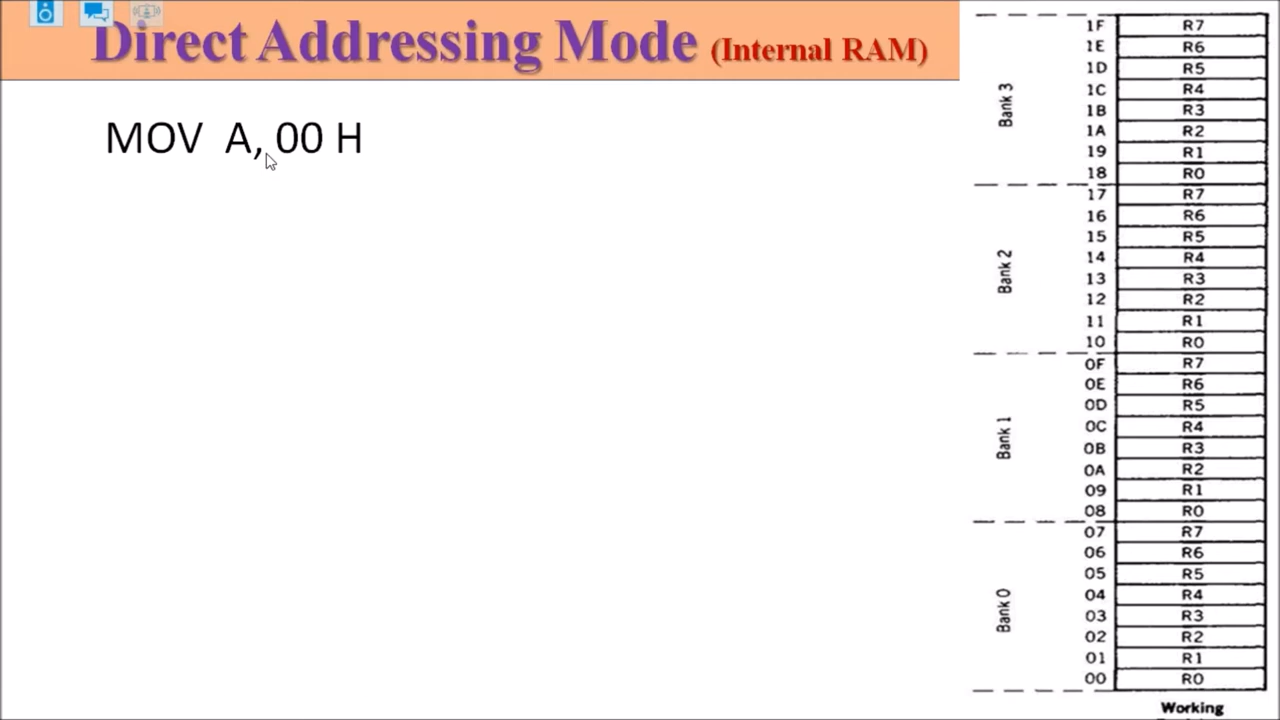 Direct Addressing Mode (Internal RAM)
MOV A, 00 H
Bank 3
1F R7
1E R6
1D R5
1C R4
1B R3
1A R2
19 R1
18 R0
Bank 2
17 R7
16 R6
15 R5
14 R4
13 R3
12 R2
11 R1
10 R0
Bank 1
0F R7
0E R6
0D R5
0C R4
0B R3
0A R2
09 R1
08 R0
Bank 0
07 R7
06 R6
05 R5
04 R4
03 R3
02 R2
01 R1
00 R0
Working